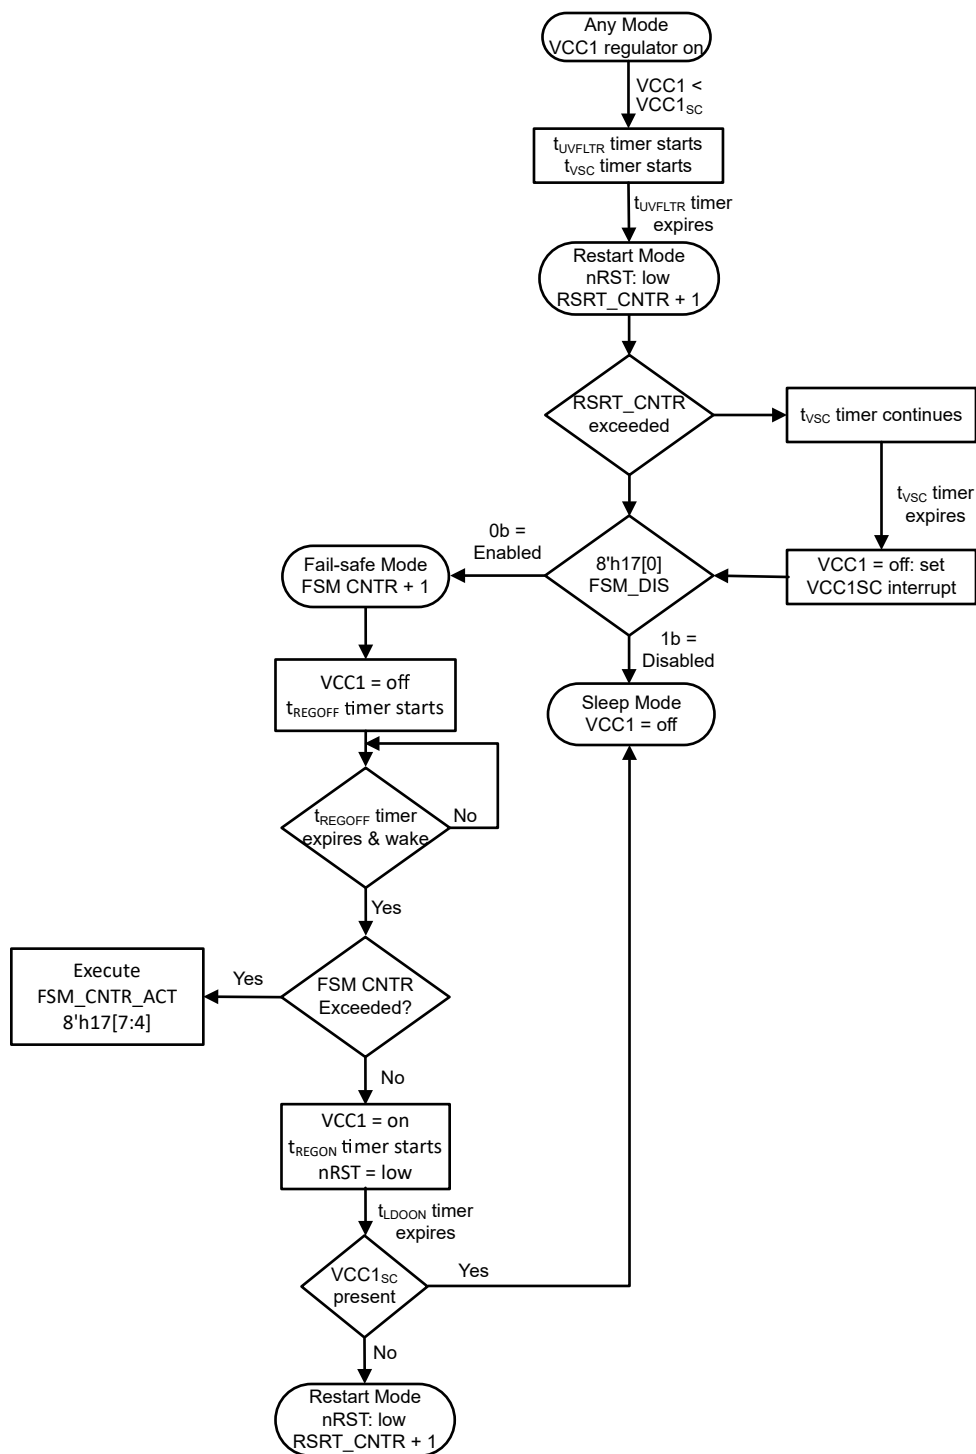 Any Mode
VCC1 regulator on
VCC1 <
VCC1SC
tUVFLTR timer starts
tVSC timer starts
tUVFLTR timer
expires
Restart Mode
nRST: low
RSRT_CNTR + 1
RSRT_CNTR
exceeded
tVSC timer continues
tVSC timer
expires
0b =
Enabled
Fail-safe Mode
FSM CNTR + 1
8'h17[0]
FSM_DIS
VCC1 = off: set
VCC1SC interrupt
1b =
Disabled
VCC1 = off
tREGOFF timer starts
Sleep Mode
VCC1 = off
tREGOFF timer
expires & wake
No
Yes
Execute
FSM_CNTR_ACT
8'h17[7:4]
Yes
FSM CNTR
Exceeded?
No
VCC1 = on
tREGON timer starts
nRST = low
tLDOON timer
expires
VCC1SC
present
Yes
No
Restart Mode
nRST: low
RSRT_CNTR + 1